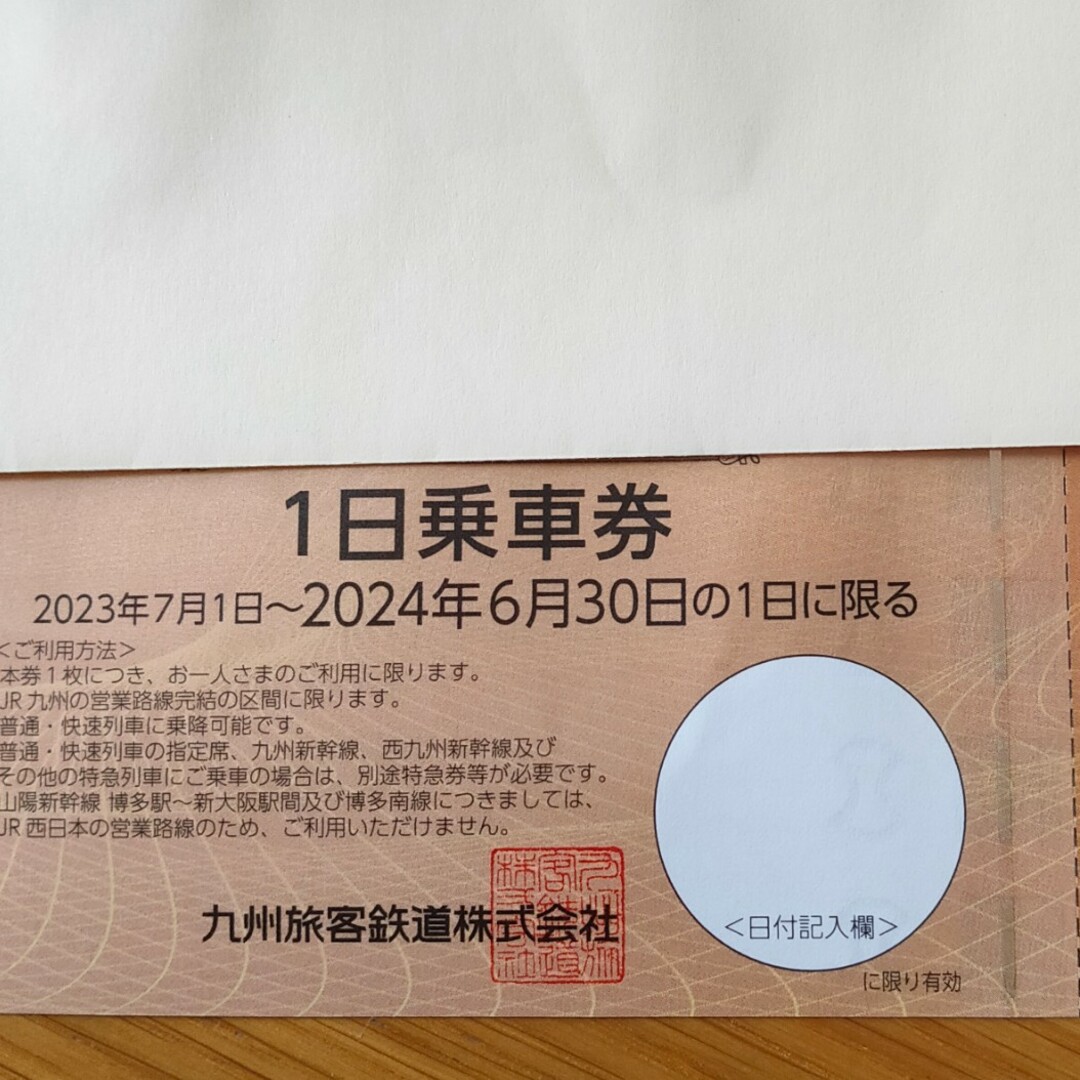 1日乗車券
2023年7月1日～2024年6月30日の1日に限る
＜ご利用方法＞
本券1枚につき、お一人さまのご利用に限ります。
JR九州の営業路線完結の区間に限ります。
普通・快速列車に乗降可能です。
普通・快速列車の指定席、九州新幹線、西九州新幹線及び
その他の特急列車にご乗車の場合は、別途特急券等が必要です。
山陽新幹線 博多駅～新大阪駅間及び博多南線につきましては、
JR西日本の営業路線のため、ご利用いただけません。
九州旅客鉄道株式会社
＜日付記入欄＞
に限り有効